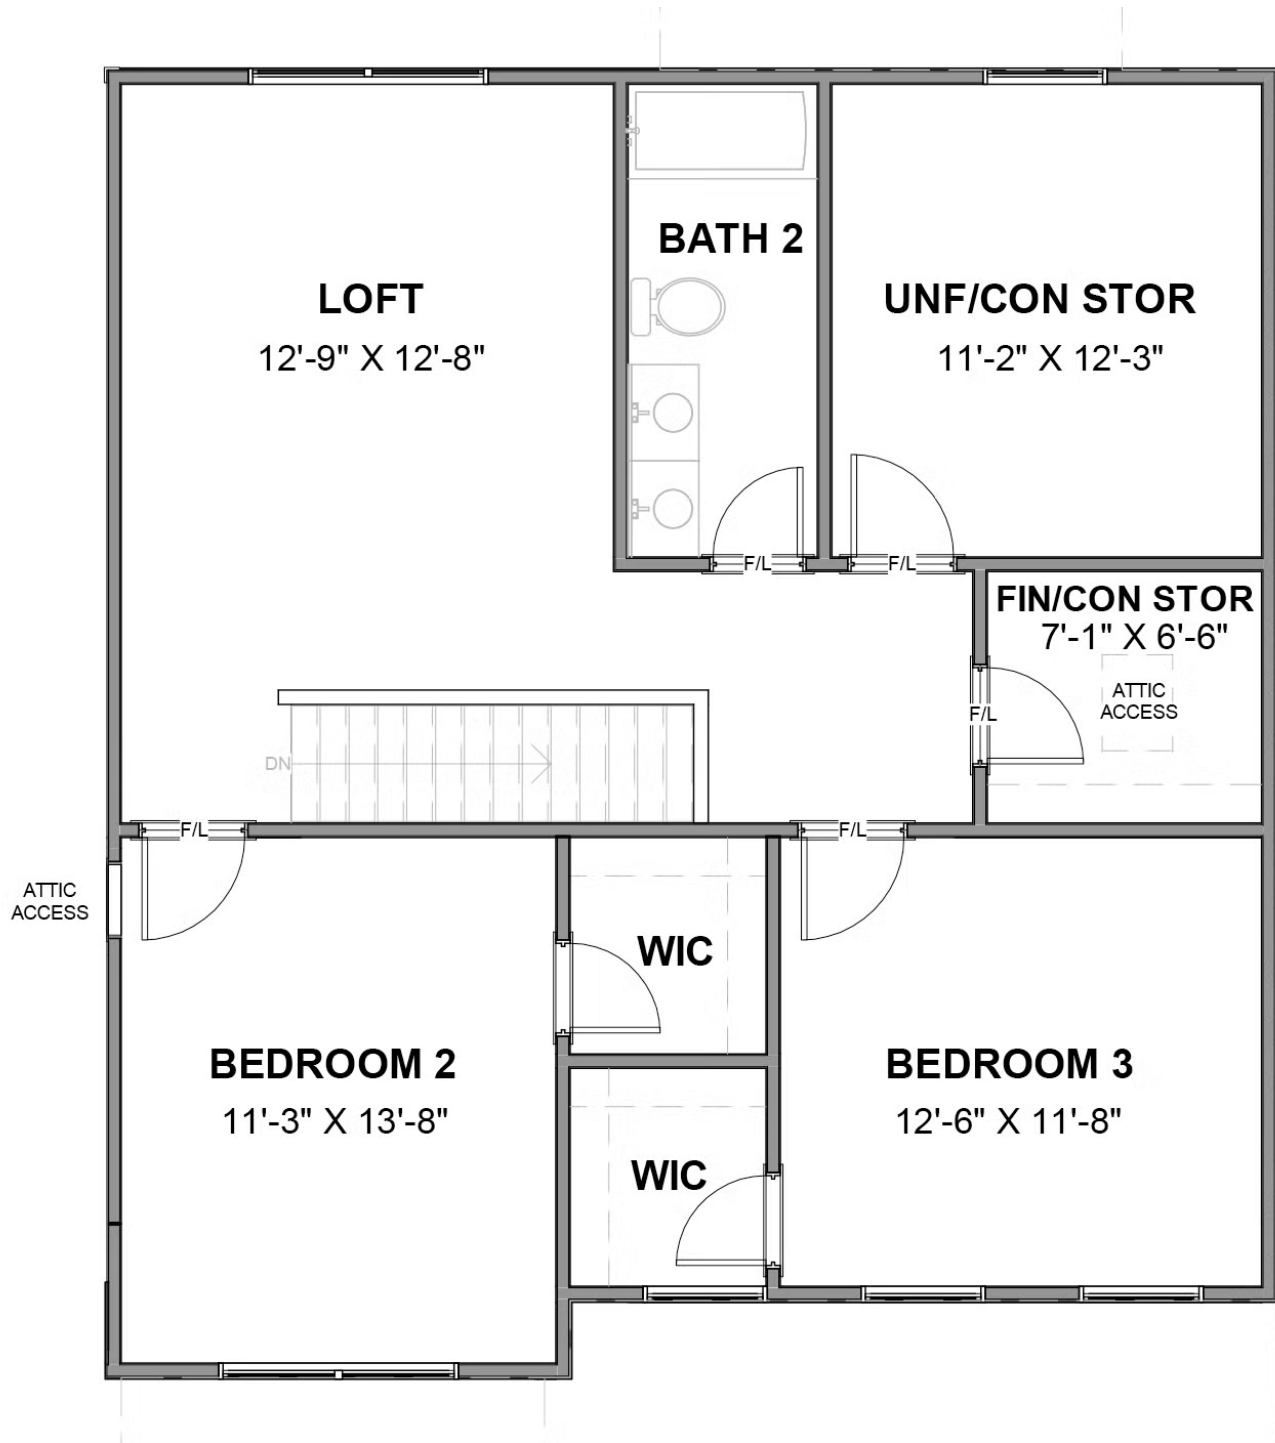 BATH 2
LOFT
12'-9" X 12'-8"
UNF/CON STOR
11'-2" X 12'-3"
F/L
F/L
FIN/CON STOR
7'-1" X 6'-6"
ATTIC
ACCESS
F/L
DN
F/L
F/L
ATTIC
ACCESS
WIC
BEDROOM 2
11'-3" X 13'-8"
BEDROOM 3
12'-6" X 11'-8"
WIC